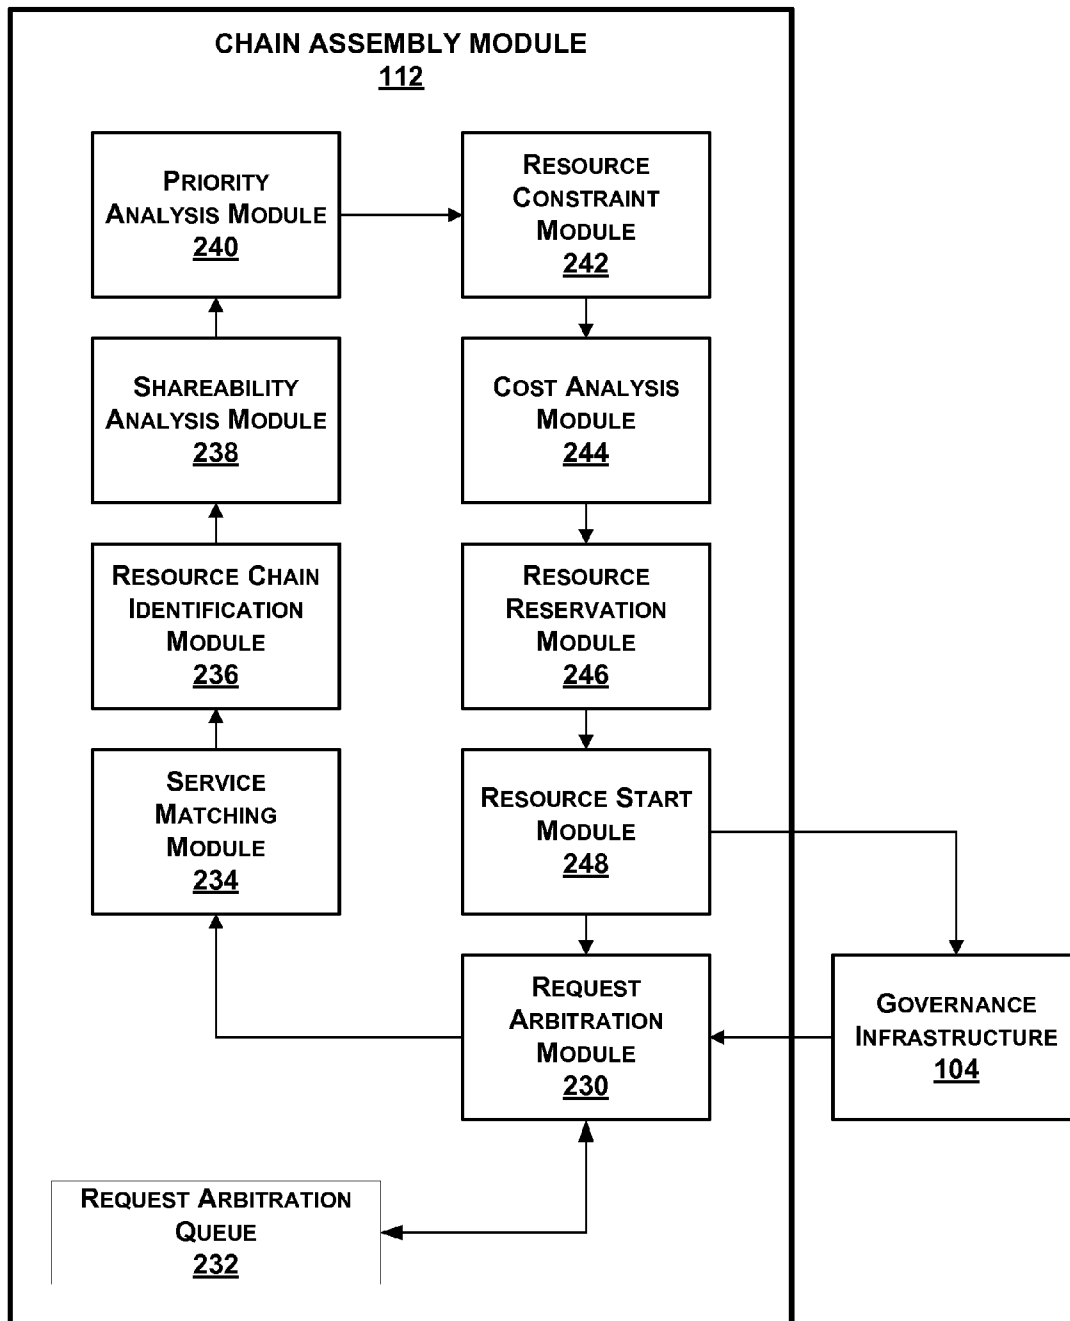 CHAIN ASSEMBLY MODULE
112
PRIORITY
ANALYSIS MODULE
240
RESOURCE
CONSTRAINT
MODULE
242
SHAREABILITY
ANALYSIS MODULE
238
COST ANALYSIS
MODULE
244
RESOURCE CHAIN
IDENTIFICATION
MODULE
236
RESOURCE
RESERVATION
MODULE
246
SERVICE
MATCHING
MODULE
234
RESOURCE START
MODULE
248
REQUEST
ARBITRATION
MODULE
230
GOVERNANCE
INFRASTRUCTURE
104
REQUEST ARBITRATION
QUEUE
232